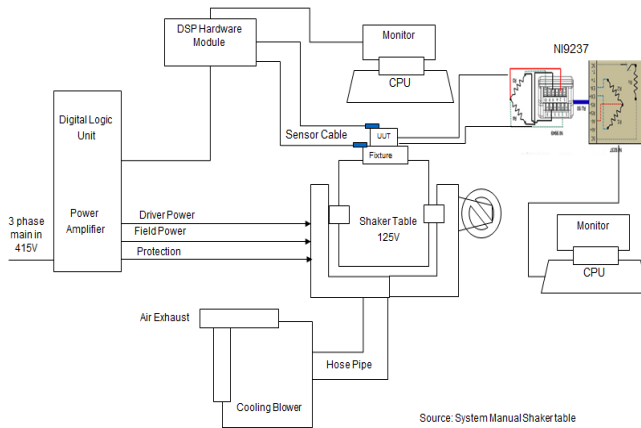 DSP Hardware
Module
Monitor
CPU
NI9237
Digital Logic
Unit
Sensor Cable
UUT
Fixture
3 phase
main in
415V
Power
Amplifier
Driver Power
Field Power
Protection
Shaker Table
125V
Monitor
CPU
Air Exhaust
Hose Pipe
Cooling Blower
Source: System Manual Shaker table